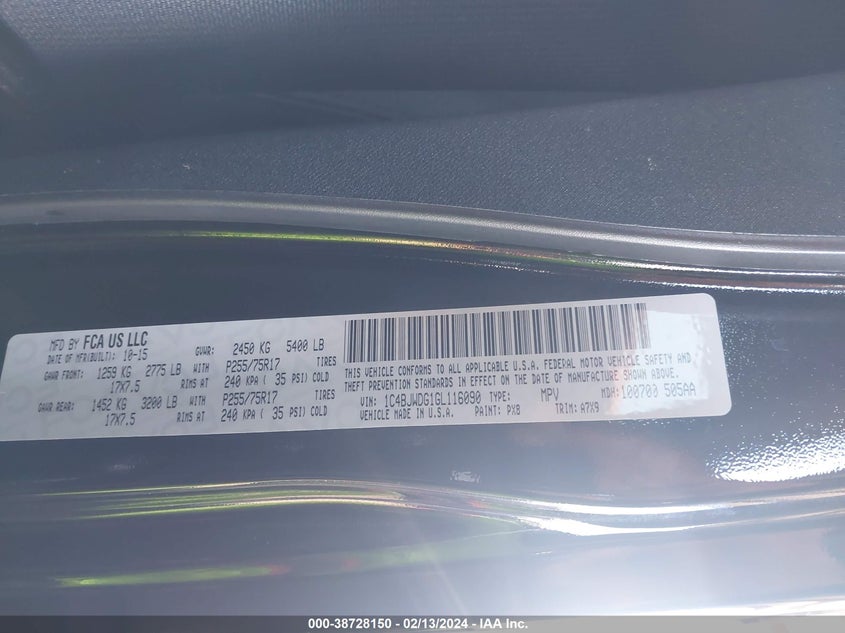 MFD BY FCA US LLC
DATE OF MFR(BUILT): 10-15 GVWR: 2450 KG 5400 LB
GAWR FRONT: 1259 KG 2775 LB WITH P255/75R17 TIRES
17X7.5 RIMS AT 240 KPA ( 35 PSI) COLD
GAWR REAR: 1452 KG 3200 LB WITH P255/75R17 TIRES
17X7.5 RIMS AT 240 KPA ( 35 PSI) COLD
THIS VEHICLE CONFORMS TO ALL APPLICABLE U.S.A. FEDERAL MOTOR VEHICLE SAFETY AND
THEFT PREVENTION STANDARDS IN EFFECT ON THE DATE OF MANUFACTURE SHOWN ABOVE.
VIN: 1C4BJWDG1GL116090 TYPE: MPV MDH: 100700 505AA
VEHICLE MADE IN U.S.A. PAINT: PX8 TRIM: A7X9
000-38728150 - 02/13/2024 - IAA Inc.